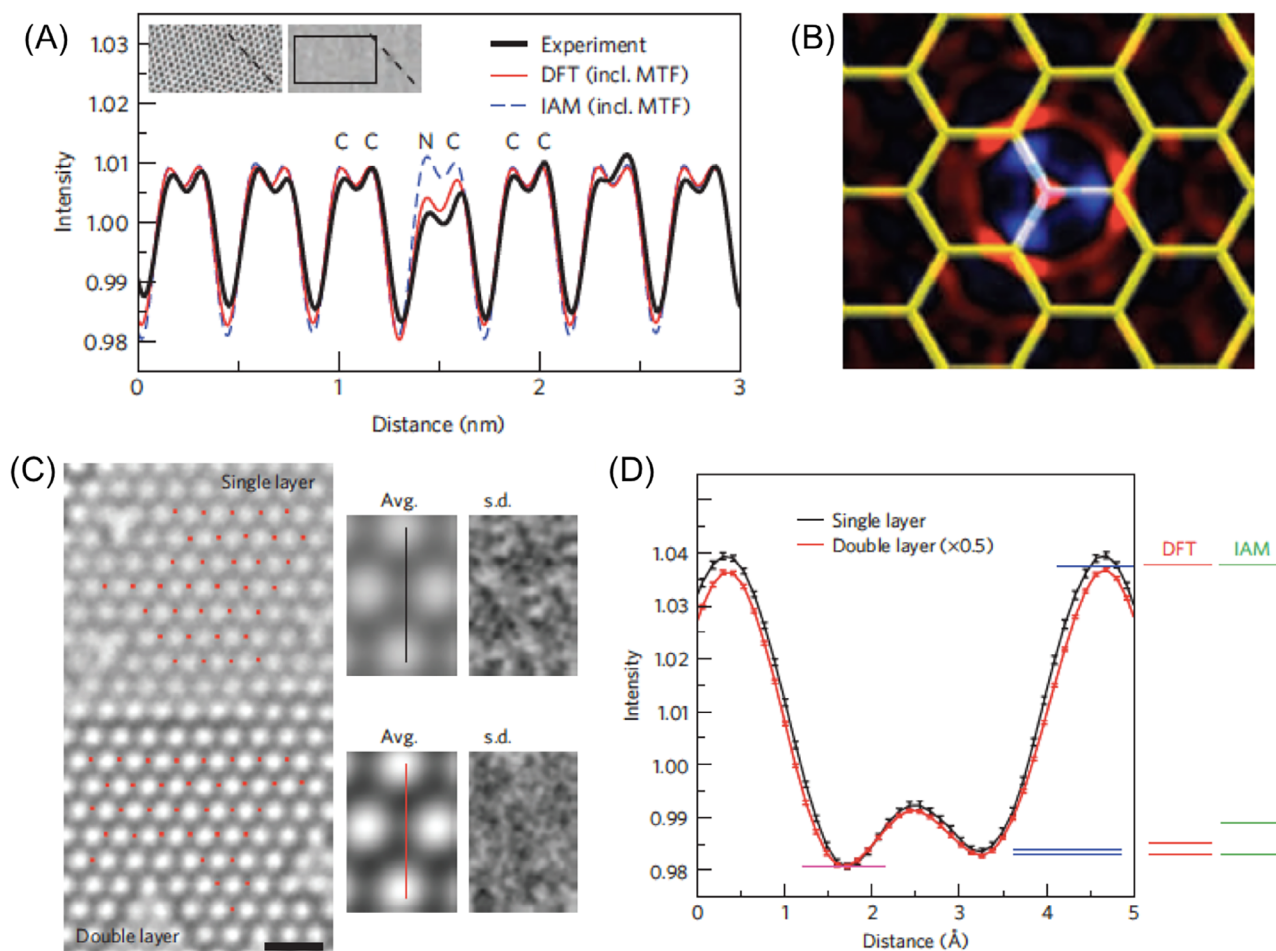 (A)
1.03
1.02
1.01
1.00
0.99
0.98
Intensity
Experiment
DFT (incl. MTF)
IAM (incl. MTF)
C C N C C C
0 1 2 3
Distance (nm)
(B)
(C)
Single layer
Double layer
Avg. s.d.
Avg. s.d.
(D)
1.04
1.03
1.02
1.01
1.00
0.99
0.98
Intensity
Single layer
Double layer (×0.5)
DFT IAM
0 1 2 3 4 5
Distance (Å)